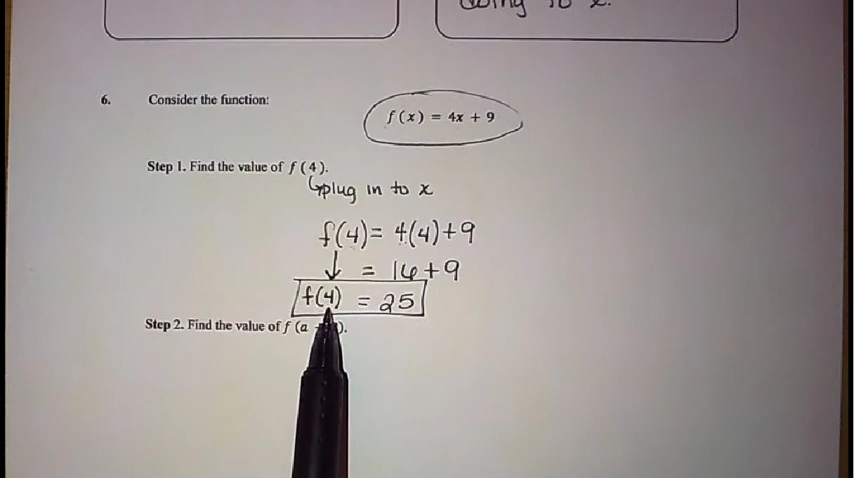 to x.
6. Consider the function:
f(x) = 4x + 9
Step 1. Find the value of f (4).
↳plug in to x
f(4) = 4(4)+9
↓ = 16+9
f(4) = 25
Step 2. Find the value of f (a ).